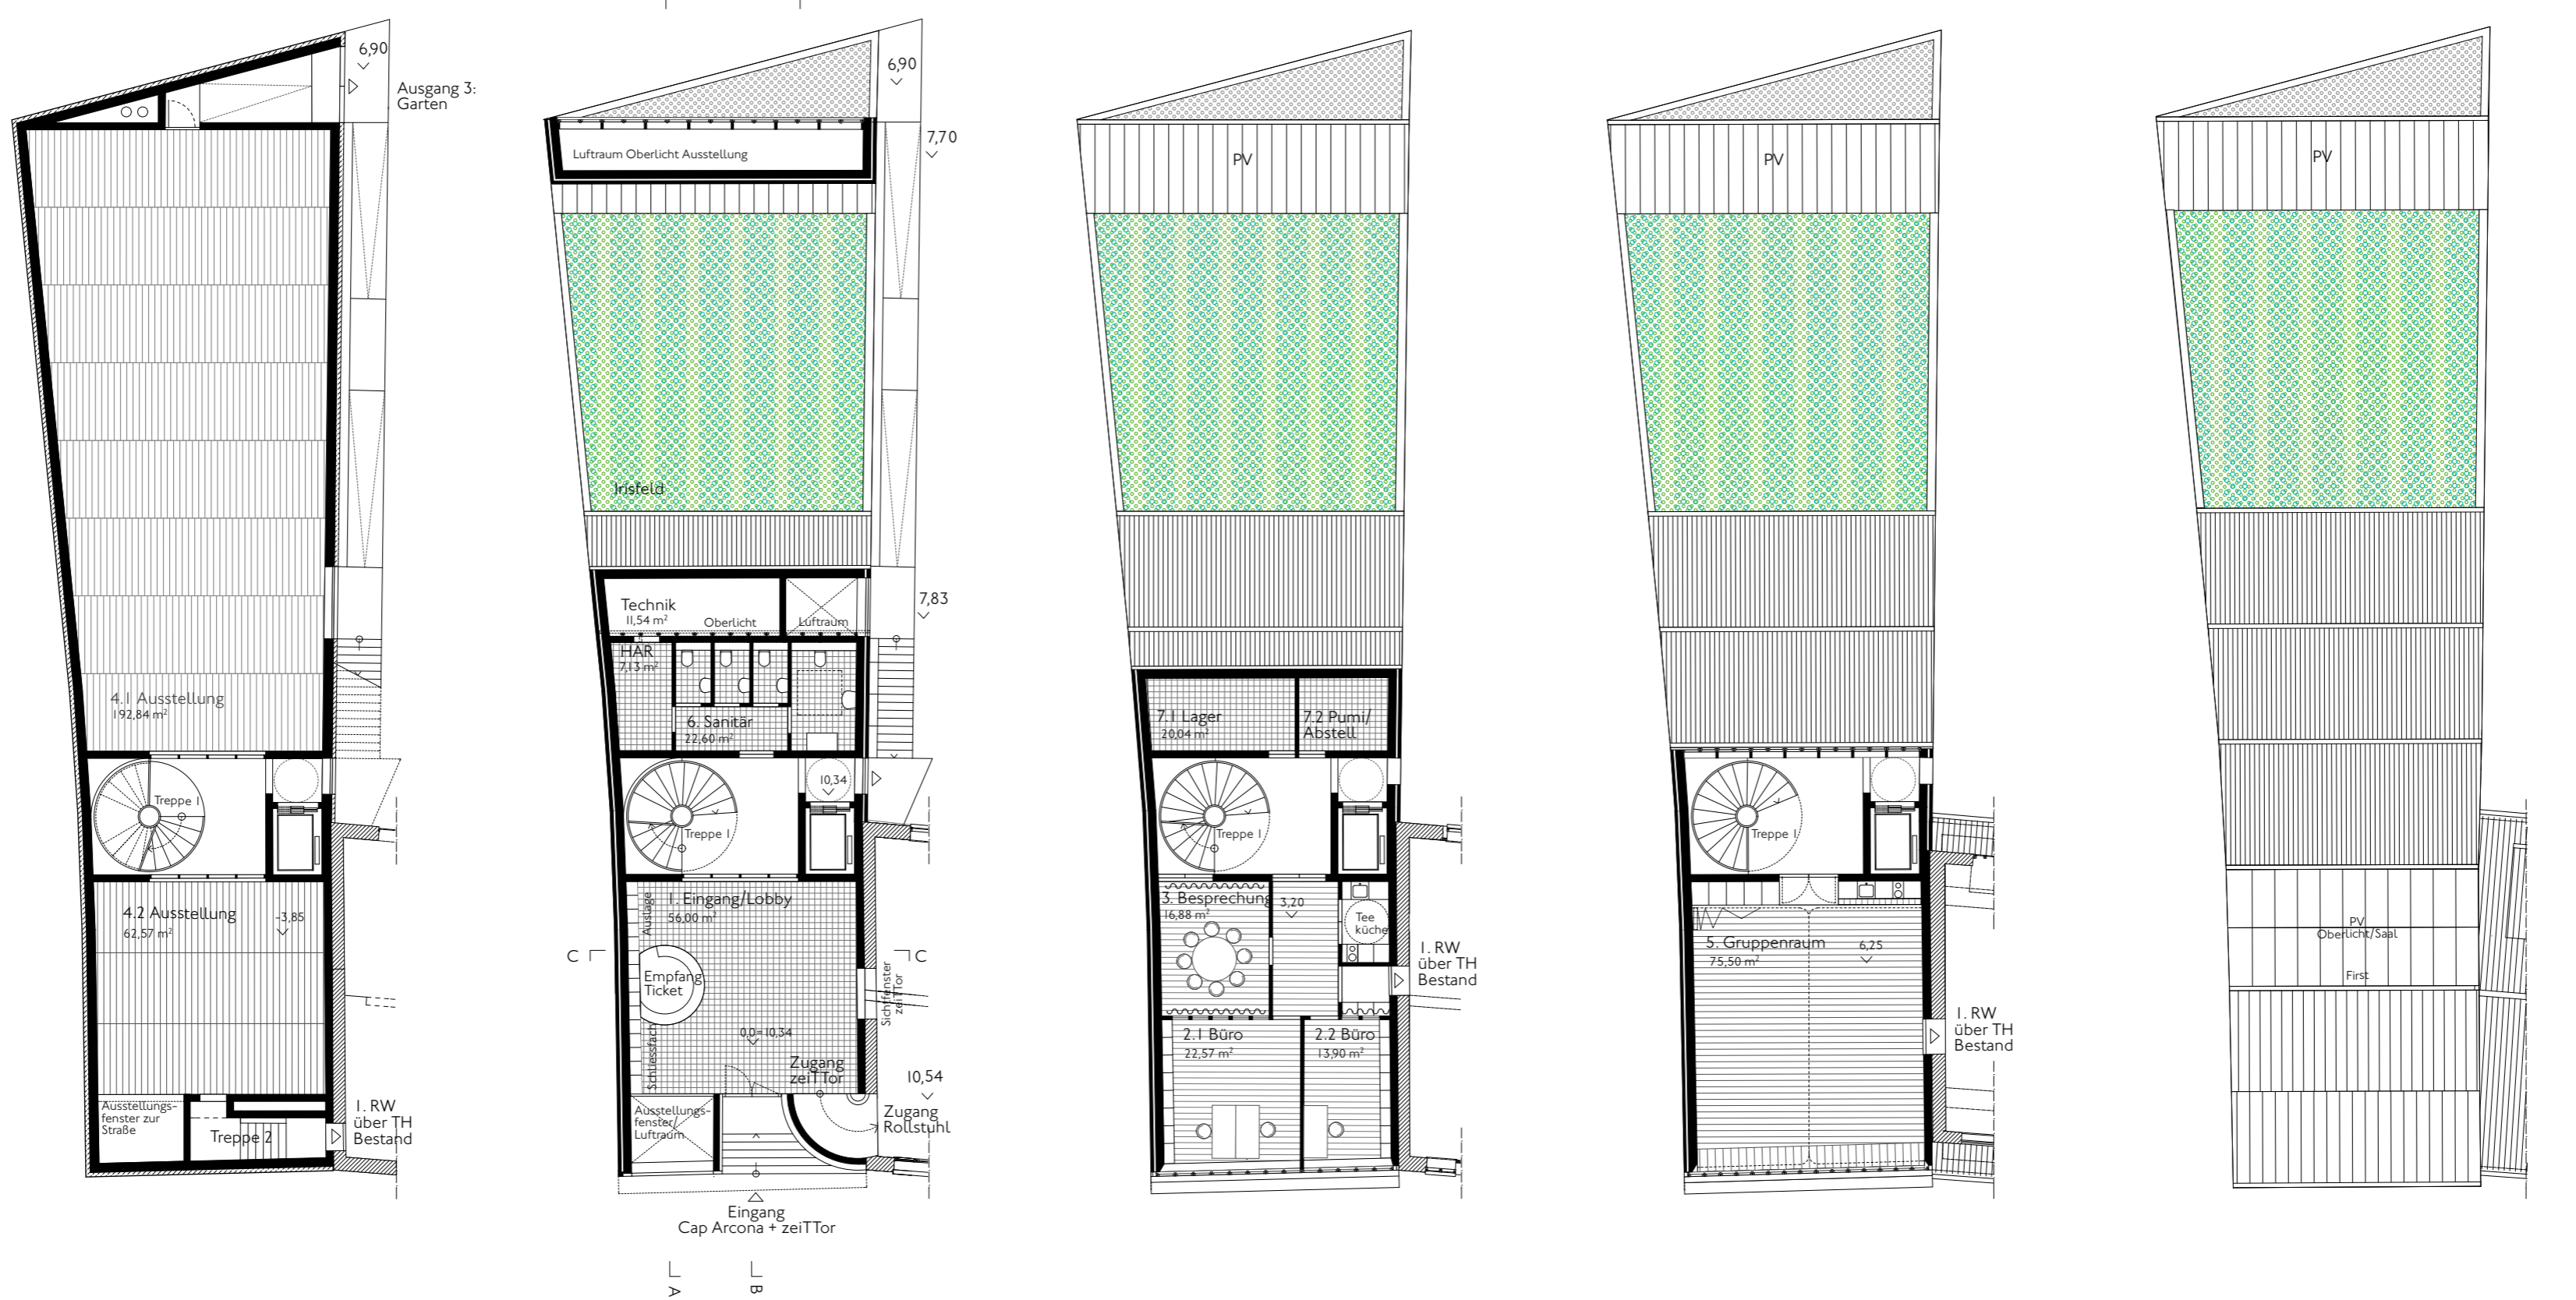 6,90
Ausgang 3:
Garten
4.1 Ausstellung
192,84 m²
Treppe 1
4.2 Ausstellung
62,57 m²
-3,85
Ausstellungs-
fenster zur
Straße
Treppe 2
1. RW
über TH
Bestand
6,90
7,70
Luftraum Oberlicht Ausstellung
Irisfeld
7,83
Technik
11,54 m²
Oberlicht
Luftraum
HAR
7,13 m²
6. Sanitär
22,60 m²
10,34
Treppe 1
1. Eingang/Lobby
56,00 m²
Auslage
C
C
Empfang
Ticket
Sichtfenster
zeiTTor
0,0=10,34
Schliessfach
Zugang
zeiTTor
10,54
Ausstellungs-
fenster/
Luftraum
Zugang
Rollstuhl
Eingang
Cap Arcona + zeiTTor
A
B
PV
7.1 Lager
20,04 m²
7.2 Pumi/
Abstell
Treppe 1
3. Besprechung
16,88 m²
3,20
Tee
küche
1. RW
über TH
Bestand
2.1 Büro
22,57 m²
2.2 Büro
13,90 m²
PV
Treppe 1
5. Gruppenraum
75,50 m²
6,25
1. RW
über TH
Bestand
PV
PV
Oberlicht/Saal
First